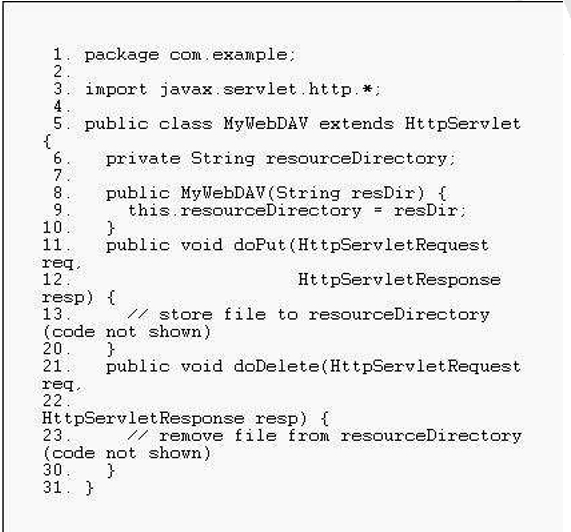 1. package com.example;
2.
3. import javax.servlet.http.*;
4.
5. public class MyWebDAV extends HttpServlet
{
6. private String resourceDirectory;
7.
8. public MyWebDAV(String resDir) {
9. this.resourceDirectory = resDir;
10. }
11. public void doPut(HttpServletRequest
req,
12. HttpServletResponse
resp) {
13. // store file to resourceDirectory
(code not shown)
20. }
21. public void doDelete(HttpServletRequest
req,
22.
HttpServletResponse resp) {
23. // remove file from resourceDirectory
(code not shown)
30. }
31. }